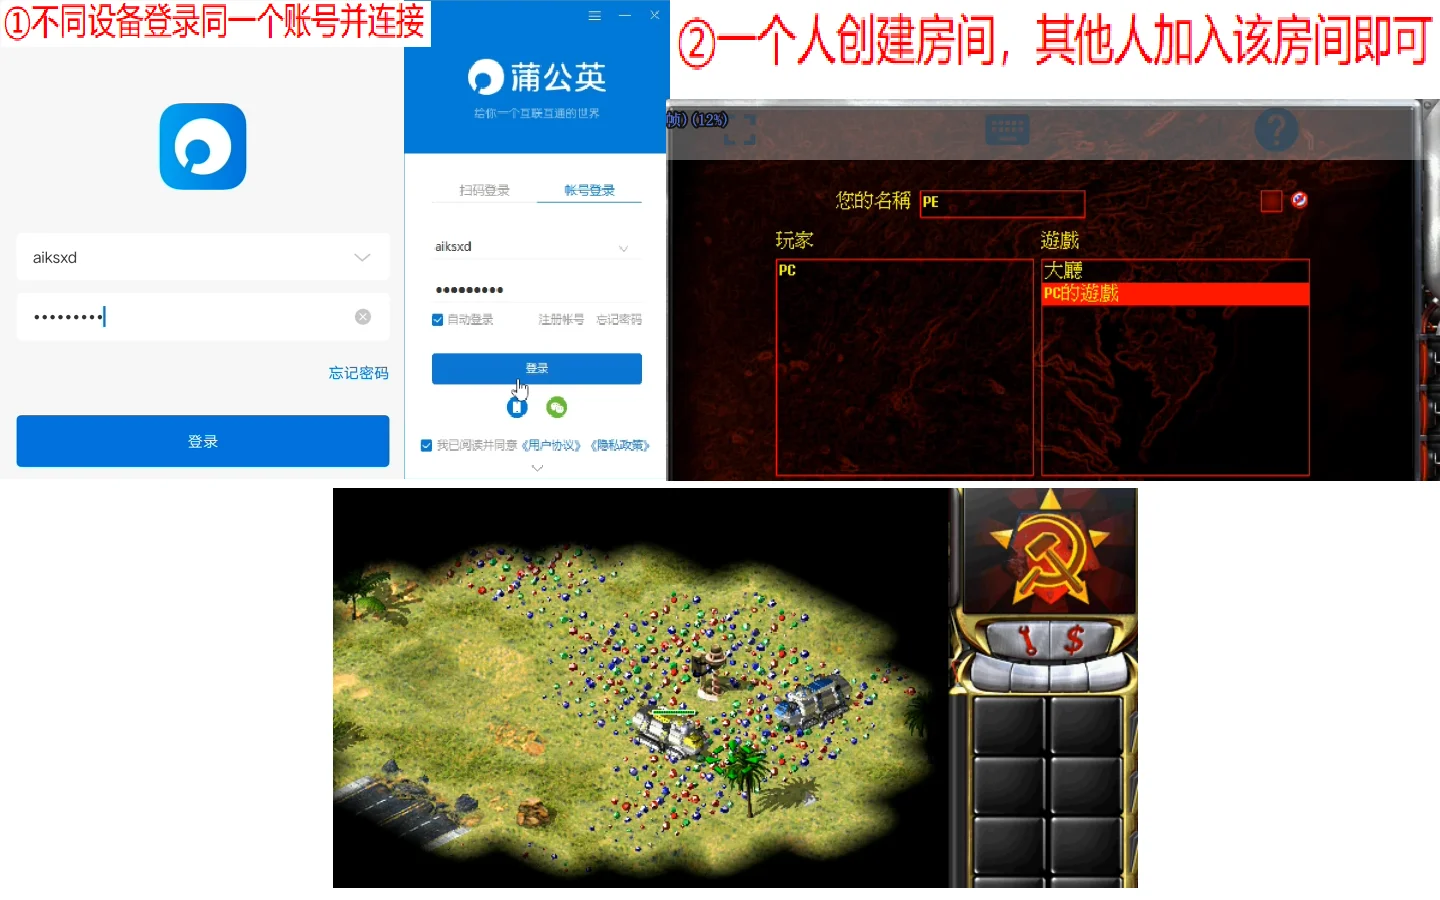 ①不同设备登录同一个账号并连接
②一个人创建房间，其他人加入该房间即可
aiksxd
忘记密码
登录
蒲公英
给你一个互联互通的世界
扫码登录
帐号登录
aiksxd
自动登录
注册帐号
忘记密码
登录
我已阅读并同意《用户协议》《隐私政策》
帧) (12%)
您的名稱 PE
玩家
PC
遊戲
大廳
PC的遊戲